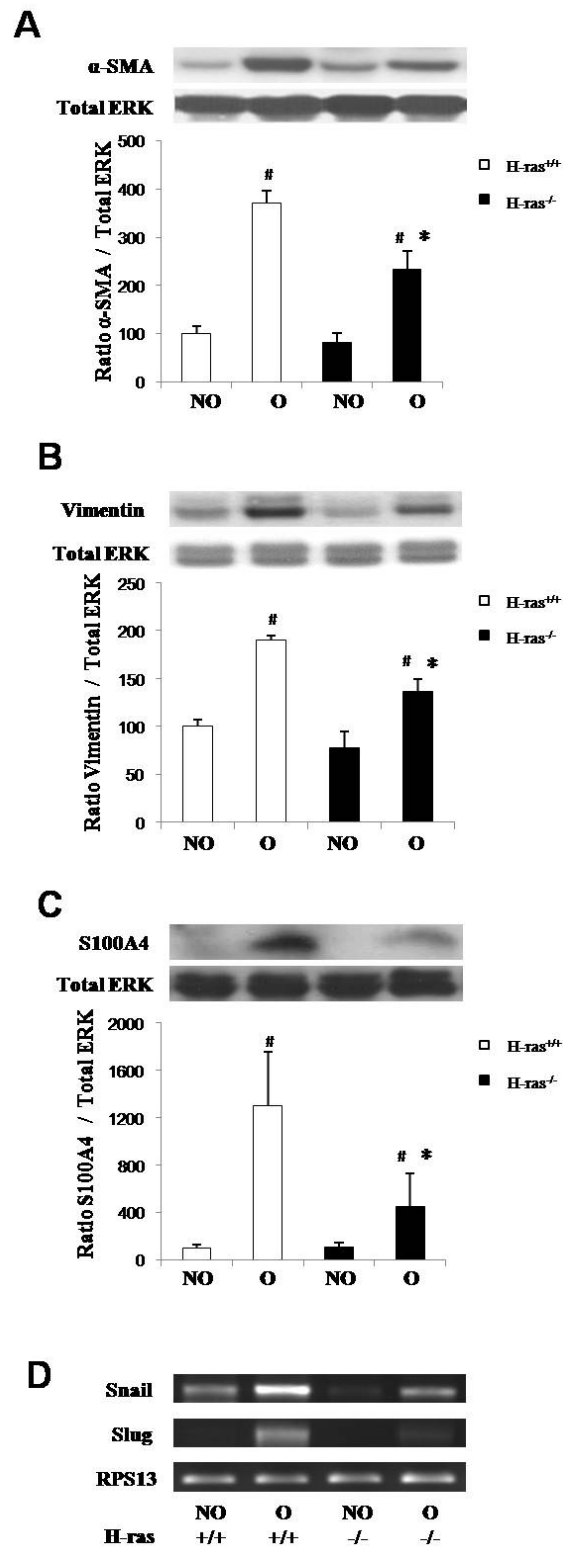 A
α-SMA
Total ERK
Ratio α-SMA / Total ERK
500
400
300
200
100
0
#
# *
NO O NO O
H-ras+/+
H-ras-/-
B
Vimentin
Total ERK
Ratio Vimentin / Total ERK
250
200
150
100
50
0
#
# *
NO O NO O
H-ras+/+
H-ras-/-
C
S100A4
Total ERK
Ratio S100A4 / Total ERK
2000
1600
1200
800
400
0
#
# *
NO O NO O
H-ras+/+
H-ras-/-
D
Snail
Slug
RPS13
NO O NO O
H-ras +/+ +/+ -/- -/-